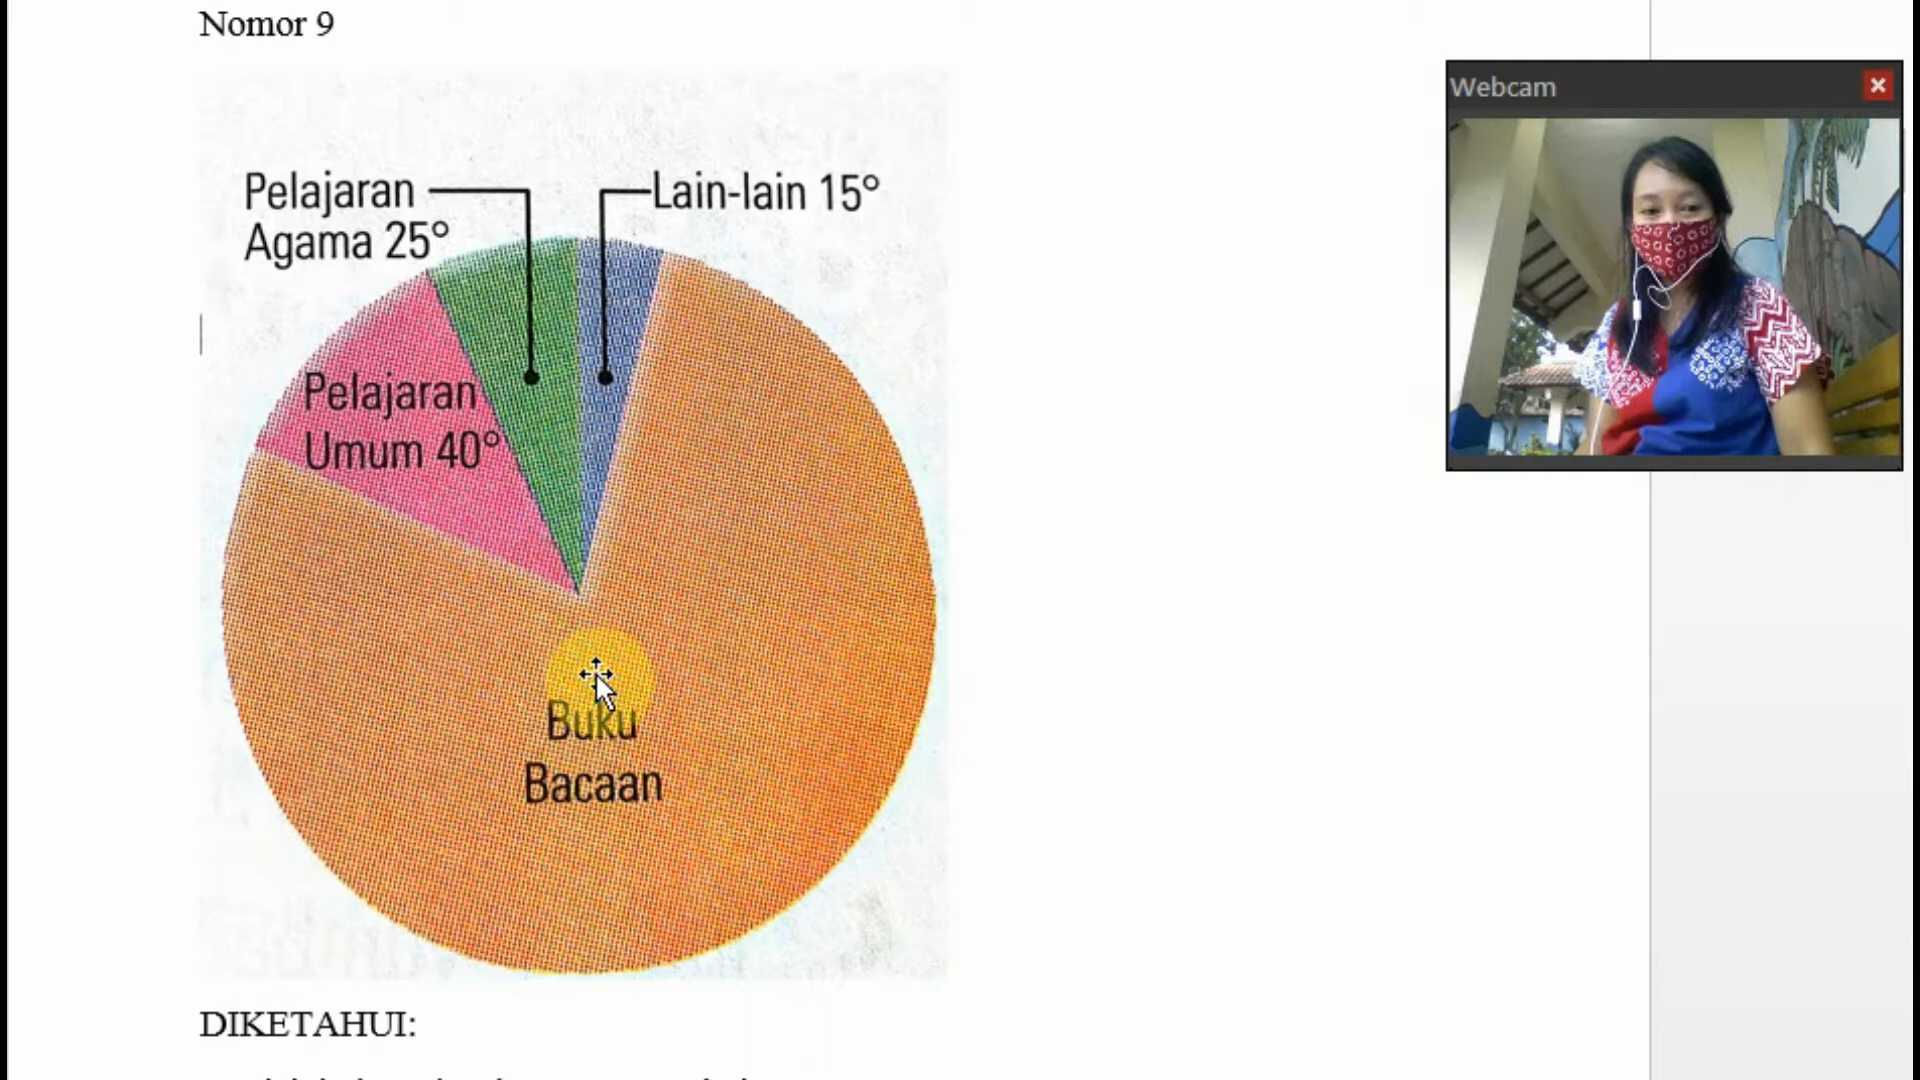 Nomor 9
Webcam
Pelajaran
Agama 25°
Lain-lain 15°
Pelajaran
Umum 40°
Buku
Bacaan
DIKETAHUI: